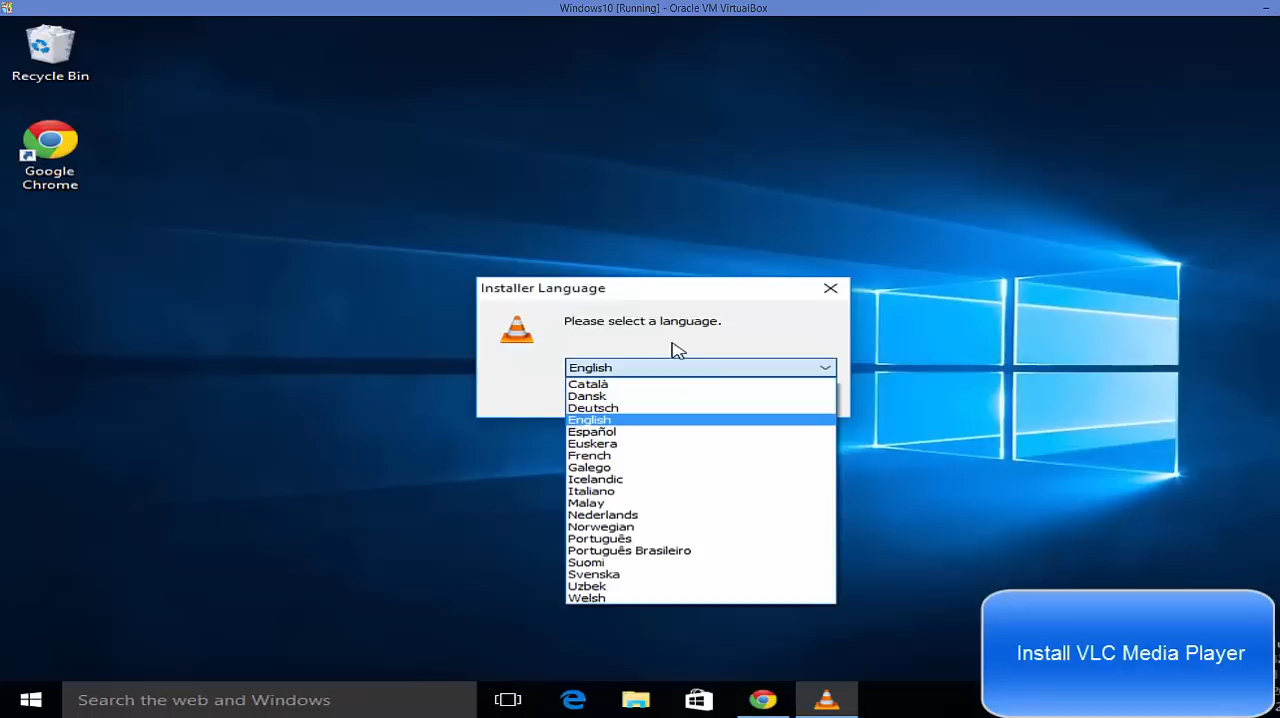 Windows10 [Running] - Oracle VM VirtualBox
Recycle Bin
Google
Chrome
Installer Language
Please select a language.
English
Català
Dansk
Deutsch
English
Español
Euskera
French
Galego
Icelandic
Italiano
Malay
Nederlands
Norwegian
Português
Português Brasileiro
Suomi
Svenska
Uzbek
Welsh
Install VLC Media Player
Search the web and Windows